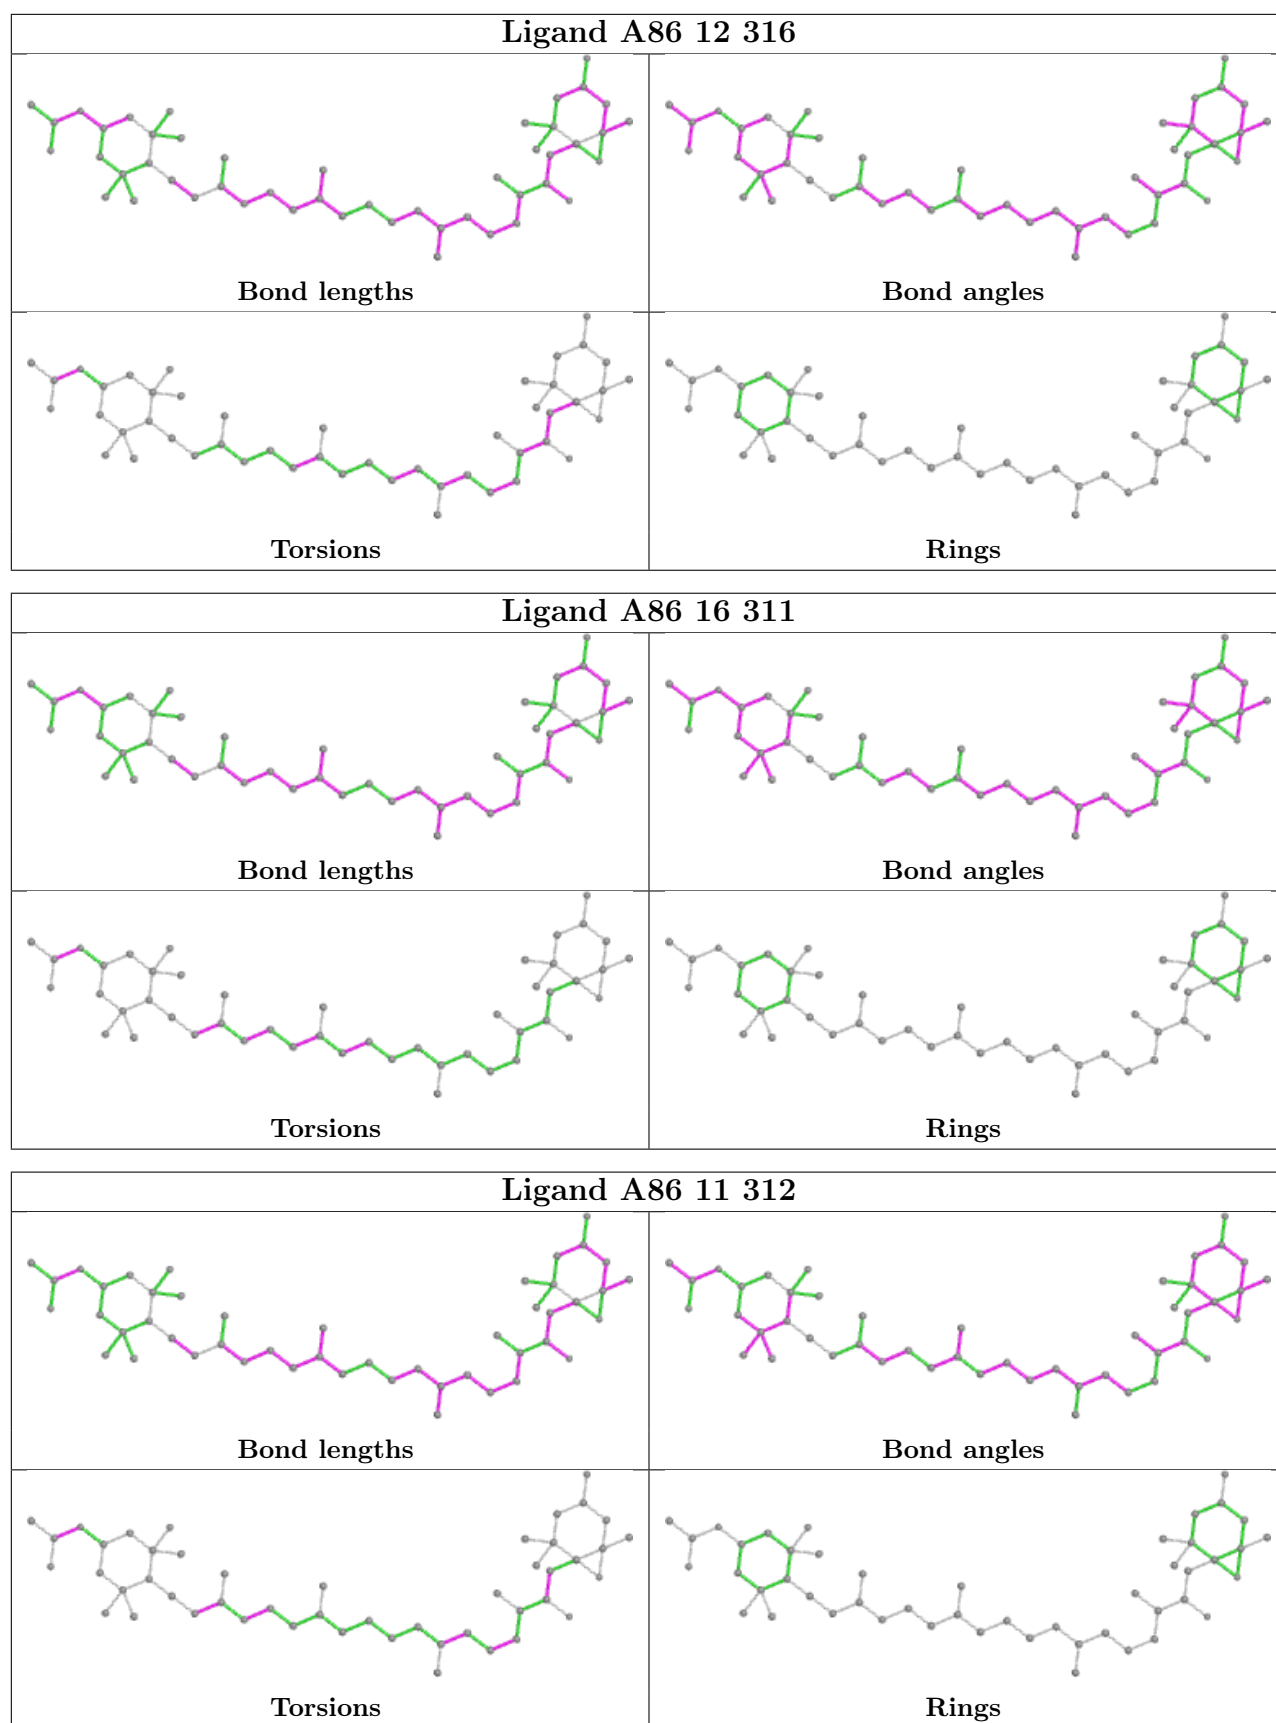 Ligand A86 12 316
Bond lengths
Bond angles
Torsions
Rings
Ligand A86 16 311
Bond lengths
Bond angles
Torsions
Rings
Ligand A86 11 312
Bond lengths
Bond angles
Torsions
Rings